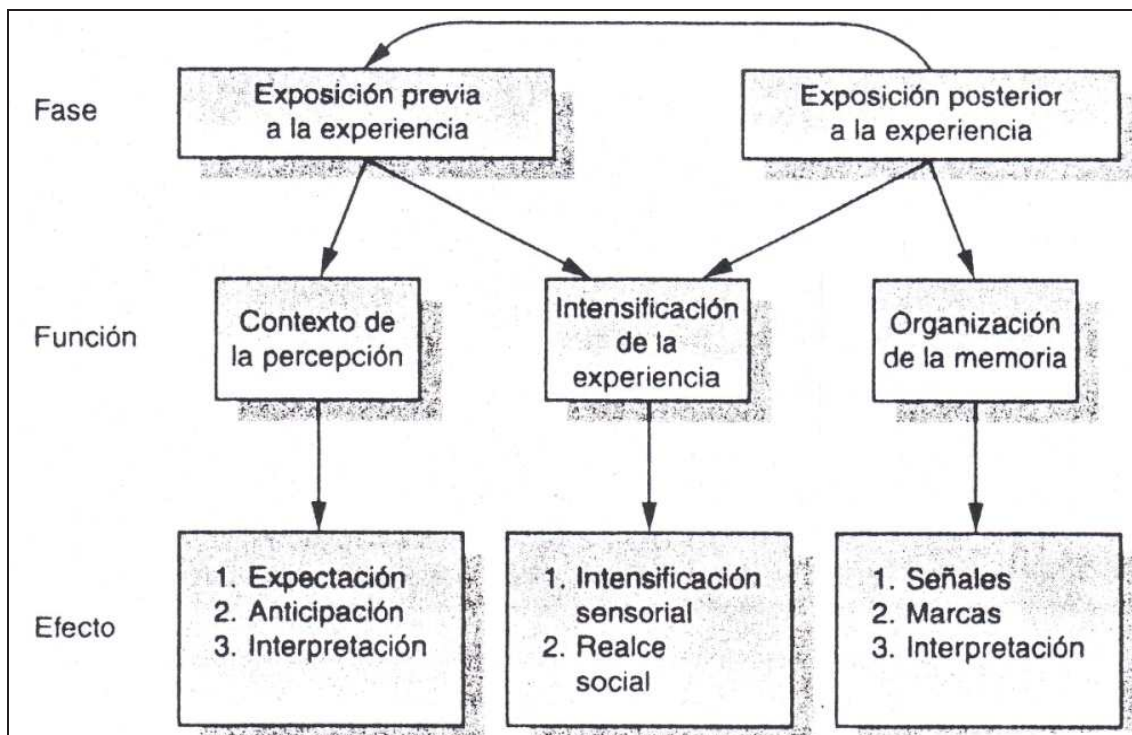 Fase
Exposición previa
a la experiencia
Exposición posterior
a la experiencia
Función
Contexto de
la percepción
Intensificación
de la
experiencia
Organización
de la memoria
Efecto
1. Expectación
2. Anticipación
3. Interpretación
1. Intensificación
sensorial
2. Realce
social
1. Señales
2. Marcas
3. Interpretación